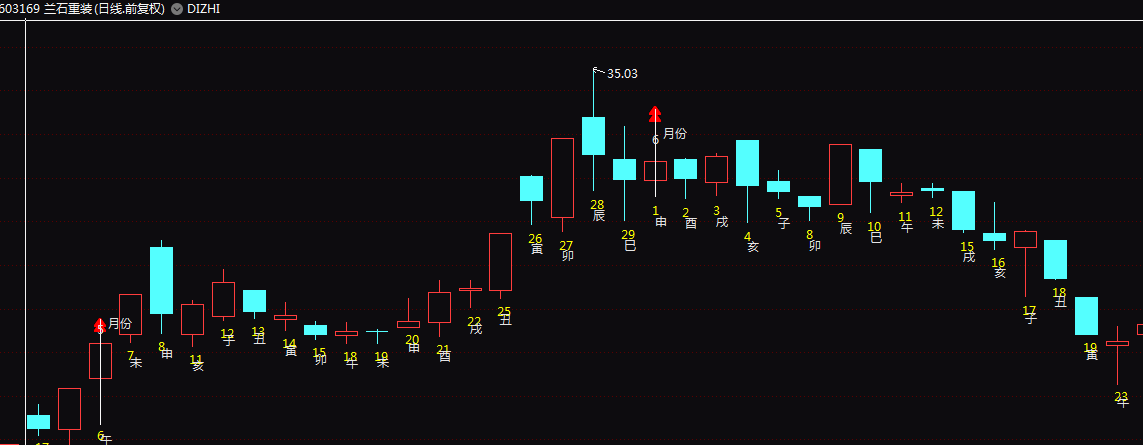 603169 兰石重装 (日线.前复权) DIZHI
35.03
6 月份
5 月份
6 午
7 未
8 申
11 亥
12 子
13 丑
14 寅
15 卯
18 午
19 未
20 申
21 酉
22 戌
25 丑
26 寅
27 卯
28 辰
29 巳
1 申
2 酉
3 戌
4 亥
5 子
8 卯
9 辰
10 巳
11 午
12 未
15 戌
16 亥
17 子
18 丑
19 寅
23 午